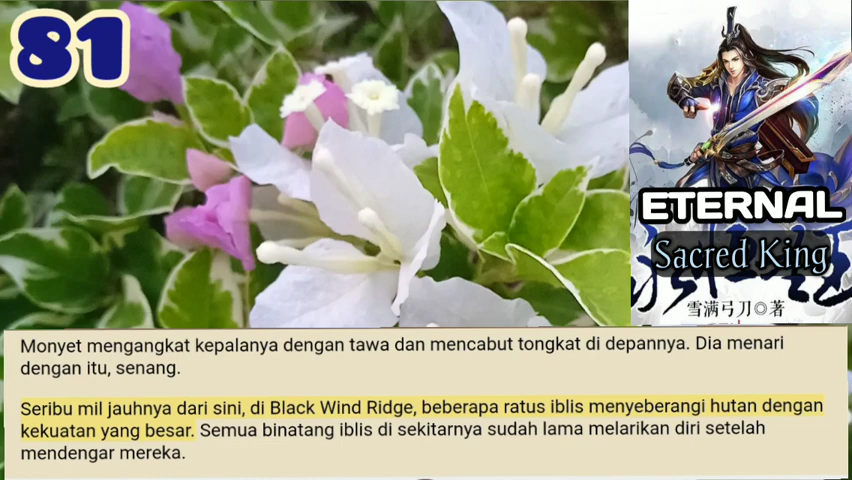 81
ETERNAL
Sacred King
雪满弓刀◎著
Monyet mengangkat kepalanya dengan tawa dan mencabut tongkat di depannya. Dia menari
dengan itu, senang.
Seribu mil jauhnya dari sini, di Black Wind Ridge, beberapa ratus iblis menyeberangi hutan dengan
kekuatan yang besar. Semua binatang iblis di sekitarnya sudah lama melarikan diri setelah
mendengar mereka.